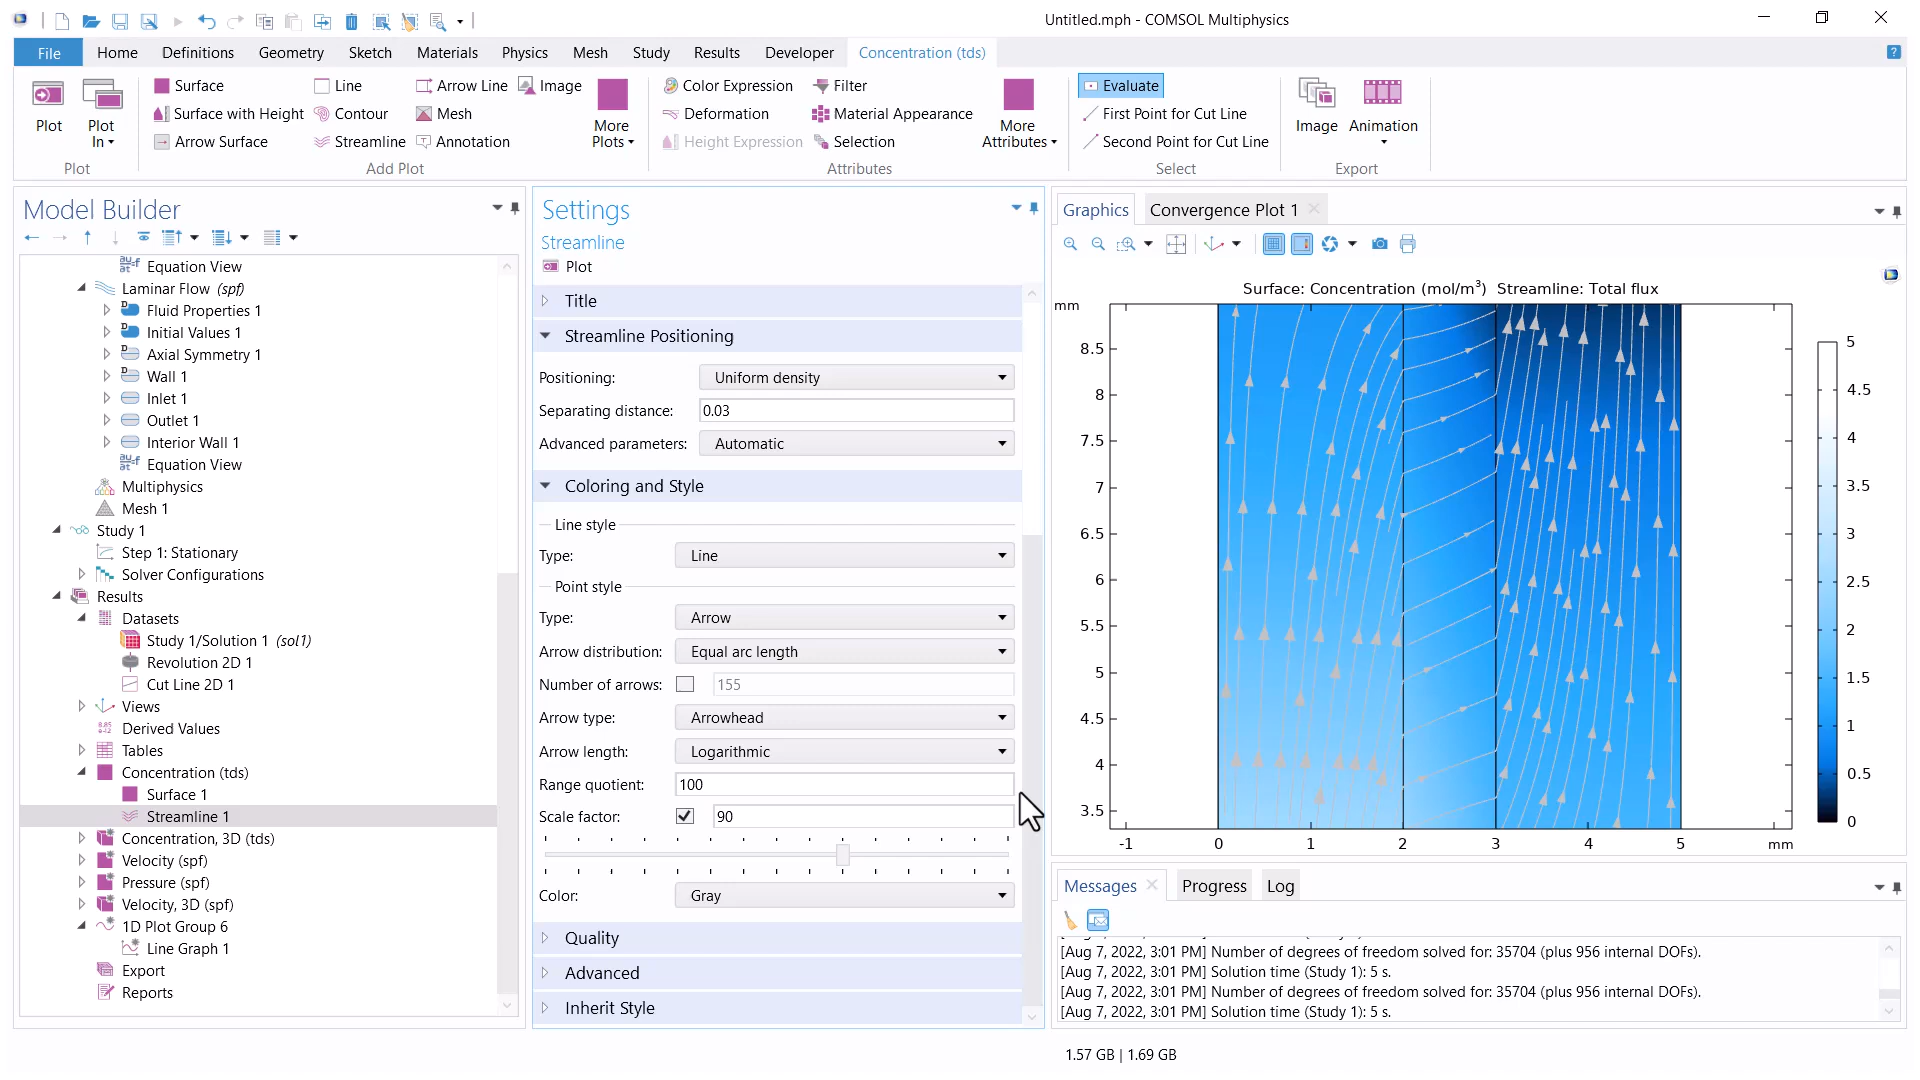 Untitled.mph - COMSOL Multiphysics
File Home Definitions Geometry Sketch Materials Physics Mesh Study Results Developer Concentration (tds)
Surface Line Arrow Line Image Color Expression Filter Evaluate
Surface with Height Contour Mesh Deformation Material Appearance First Point for Cut Line
Arrow Surface Streamline Annotation Height Expression Selection Second Point for Cut Line
Plot Plot In More Plots More Attributes Image Animation
Plot Add Plot Attributes Select Export
Model Builder
Equation View
Laminar Flow (spf)
Fluid Properties 1
Initial Values 1
Axial Symmetry 1
Wall 1
Inlet 1
Outlet 1
Interior Wall 1
Equation View
Multiphysics
Mesh 1
Study 1
Step 1: Stationary
Solver Configurations
Results
Datasets
Study 1/Solution 1 (sol1)
Revolution 2D 1
Cut Line 2D 1
Views
Derived Values
Tables
Concentration (tds)
Surface 1
Streamline 1
Concentration, 3D (tds)
Velocity (spf)
Pressure (spf)
Velocity, 3D (spf)
1D Plot Group 6
Line Graph 1
Export
Reports
Settings
Streamline
Plot
Title
Streamline Positioning
Positioning: Uniform density
Separating distance: 0.03
Advanced parameters: Automatic
Coloring and Style
Line style
Type: Line
Point style
Type: Arrow
Arrow distribution: Equal arc length
Number of arrows: 155
Arrow type: Arrowhead
Arrow length: Logarithmic
Range quotient: 100
Scale factor: 90
Color: Gray
Quality
Advanced
Inherit Style
Graphics Convergence Plot 1
Surface: Concentration (mol/m³) Streamline: Total flux
mm
8.5
8
7.5
7
6.5
6
5.5
5
4.5
4
3.5
-1 0 1 2 3 4 5 mm
5
4.5
4
3.5
3
2.5
2
1.5
1
0.5
0
Messages Progress Log
[Aug 7, 2022, 3:01 PM] Number of degrees of freedom solved for: 35704 (plus 956 internal DOFs).
[Aug 7, 2022, 3:01 PM] Solution time (Study 1): 5 s.
[Aug 7, 2022, 3:01 PM] Number of degrees of freedom solved for: 35704 (plus 956 internal DOFs).
[Aug 7, 2022, 3:01 PM] Solution time (Study 1): 5 s.
1.57 GB | 1.69 GB